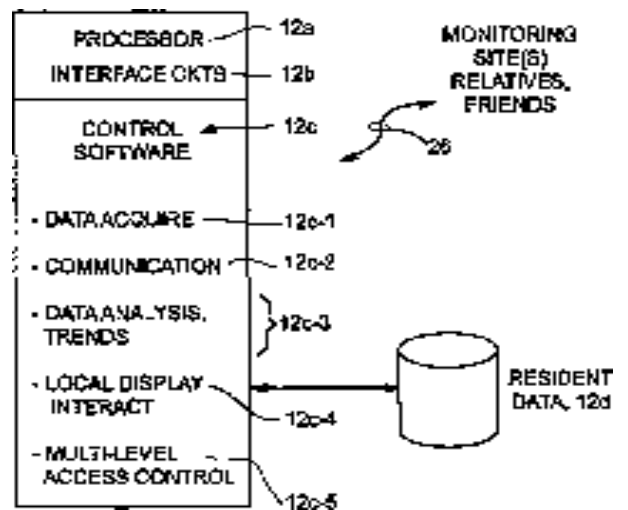 PROCESSOR
12a
INTERFACE CKTS
12b
CONTROL
SOFTWARE
12c
- DATA ACQUIRE
12c-1
- COMMUNICATION
12c-2
- DATA ANALYSIS,
TRENDS
12c-3
- LOCAL DISPLAY
INTERACT
12c-4
- MULTI-LEVEL
ACCESS CONTROL
12c-5
MONITORING
SITE(S)
RELATIVES,
FRIENDS
26
RESIDENT
DATA, 12d